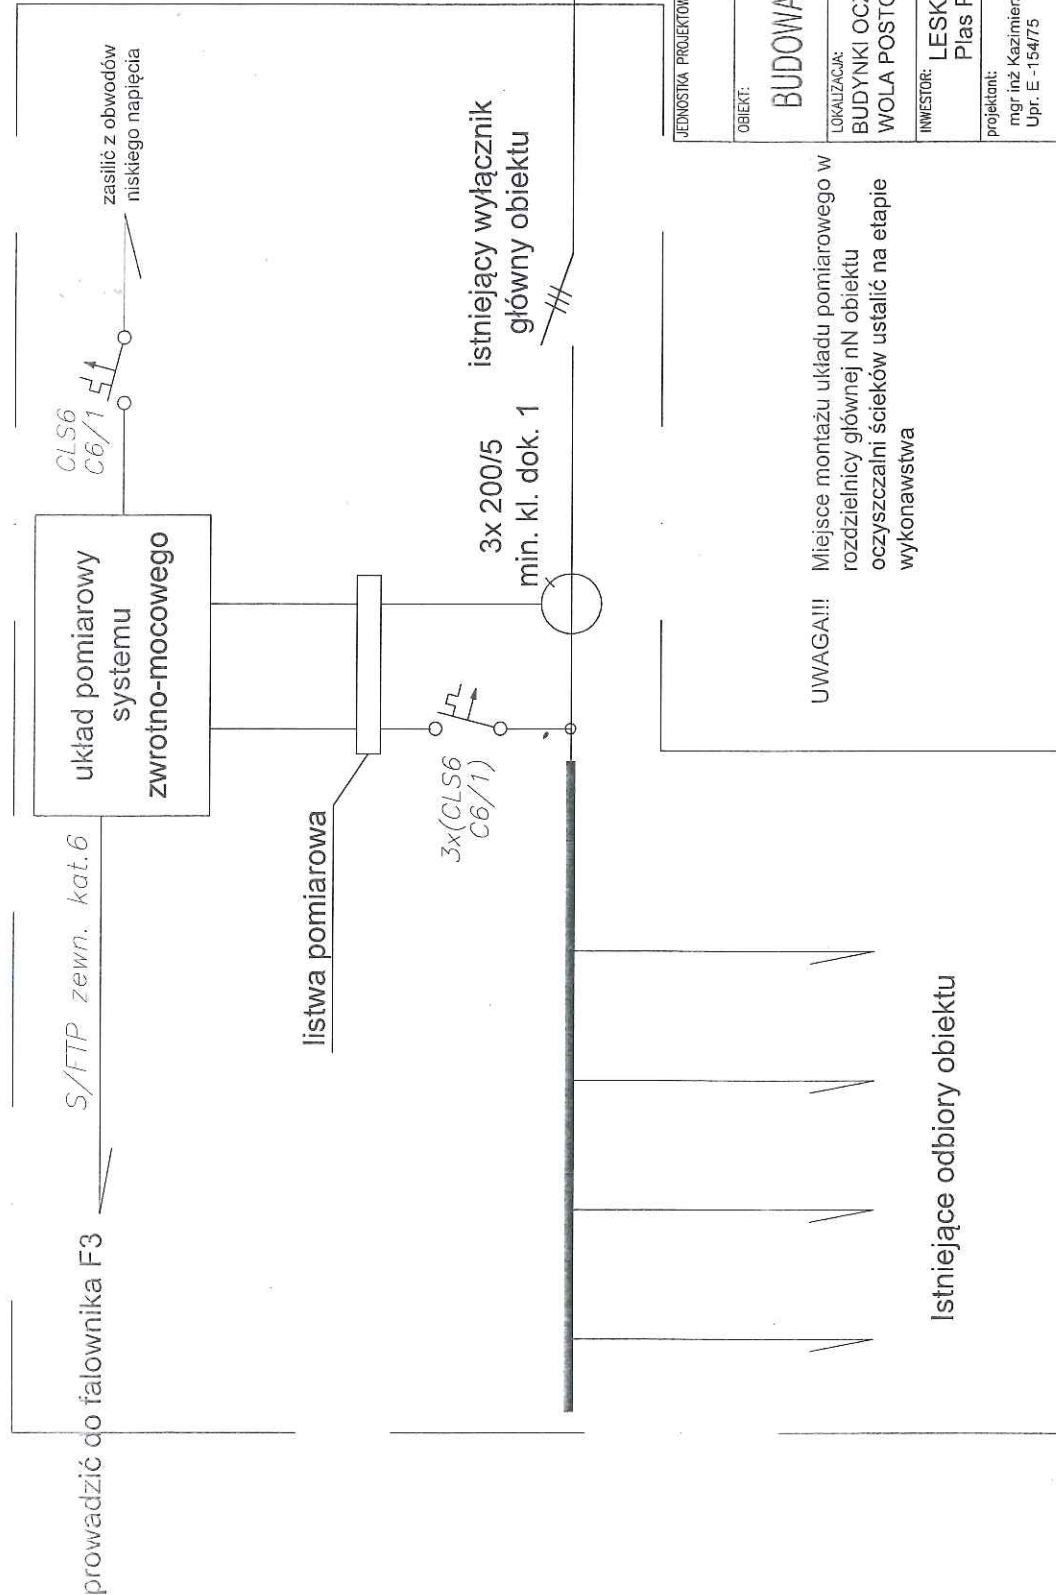 prowadzić do falownika F3
S/FTP zewn. kat.6
układ pomiarowy
systemu
zwrotno-mocowego
CLS6
C6/1
zasilić z obwodów
niskiego napięcia
listwa pomiarowa
3x(CLS6
C6/1)
3x 200/5
min. kl. dok. 1
istniejący wyłącznik
główny obiektu
Istniejące odbiory obiektu
UWAGA!!! Miejsce montażu układu pomiarowego w
rozdzielnicy głównej nN obiektu
oczyszczalni ścieków ustalić na etapie
wykonawstwa
JEDNOSTKA PROJEKTOW
OBIEKT:
BUDOWA
LOKALIZACJA:
BUDYNKI OCZ
WOLA POSTO
INWESTOR: LESK
Plas
projektant:
mgr inż Kazimier
Upr. E -154/75